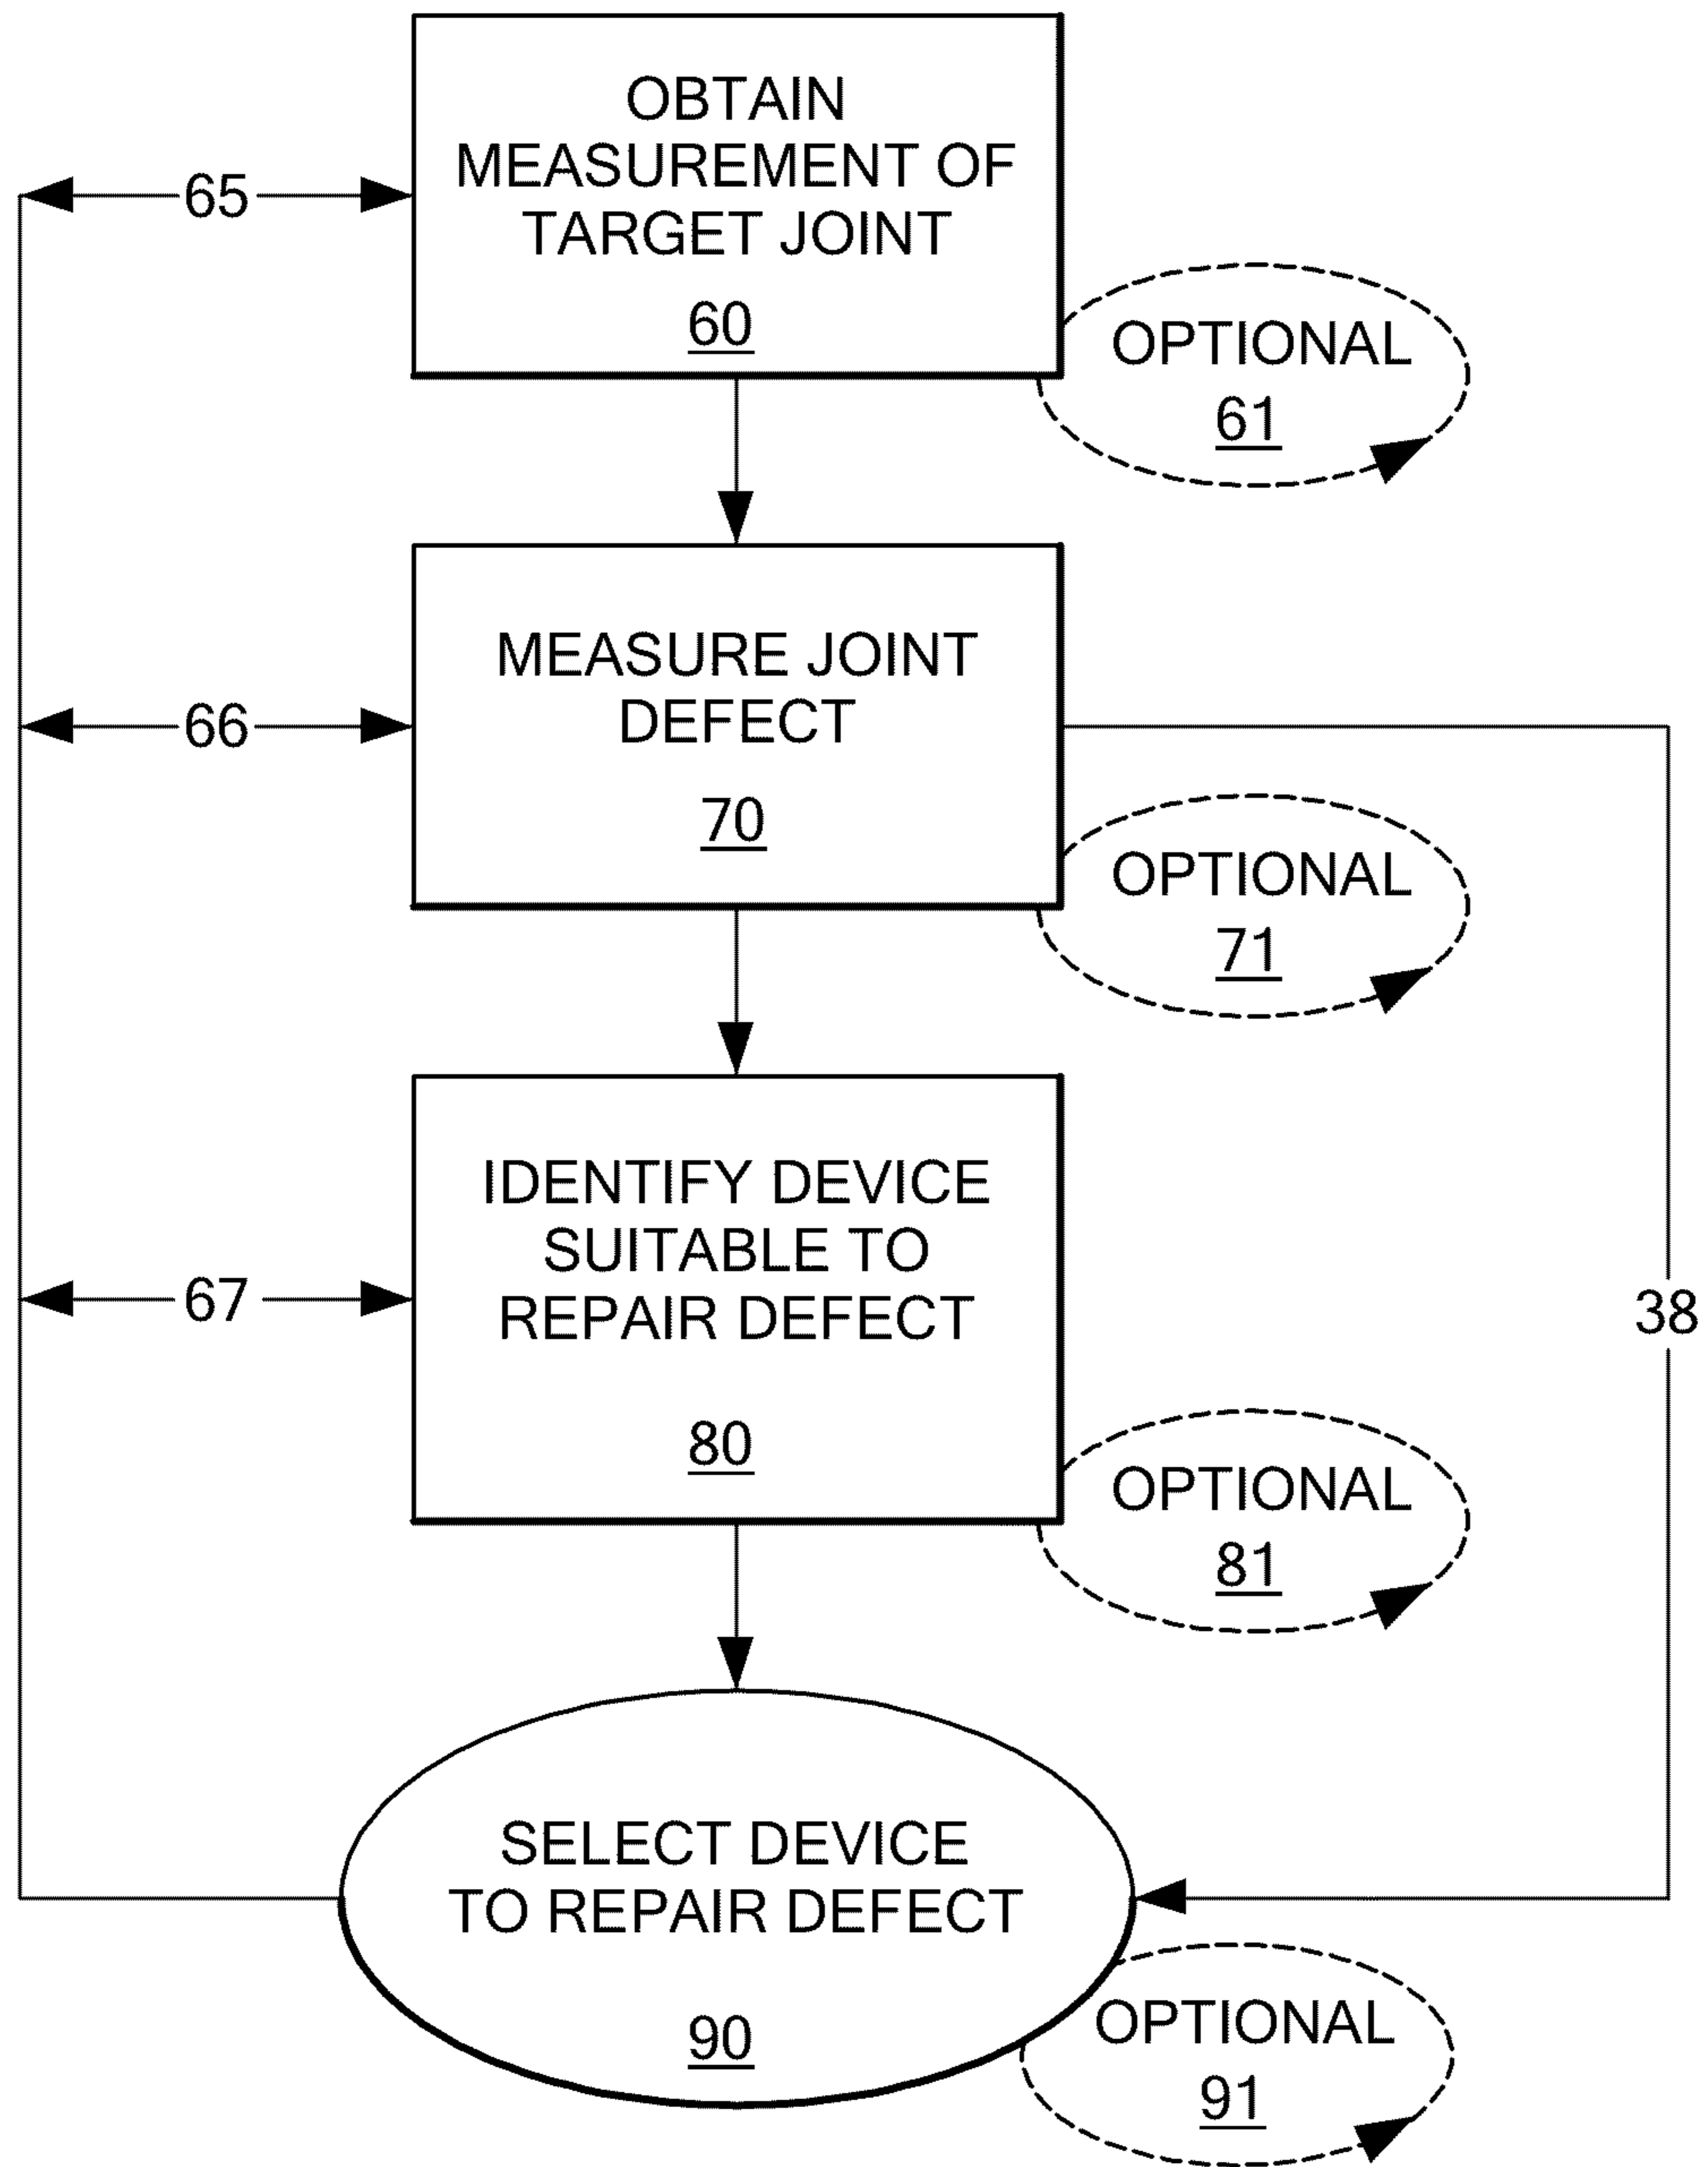 OBTAIN
MEASUREMENT OF
TARGET JOINT
60
65
OPTIONAL
61
MEASURE JOINT
DEFECT
70
66
OPTIONAL
71
IDENTIFY DEVICE
SUITABLE TO
REPAIR DEFECT
80
67
38
OPTIONAL
81
SELECT DEVICE
TO REPAIR DEFECT
90
OPTIONAL
91